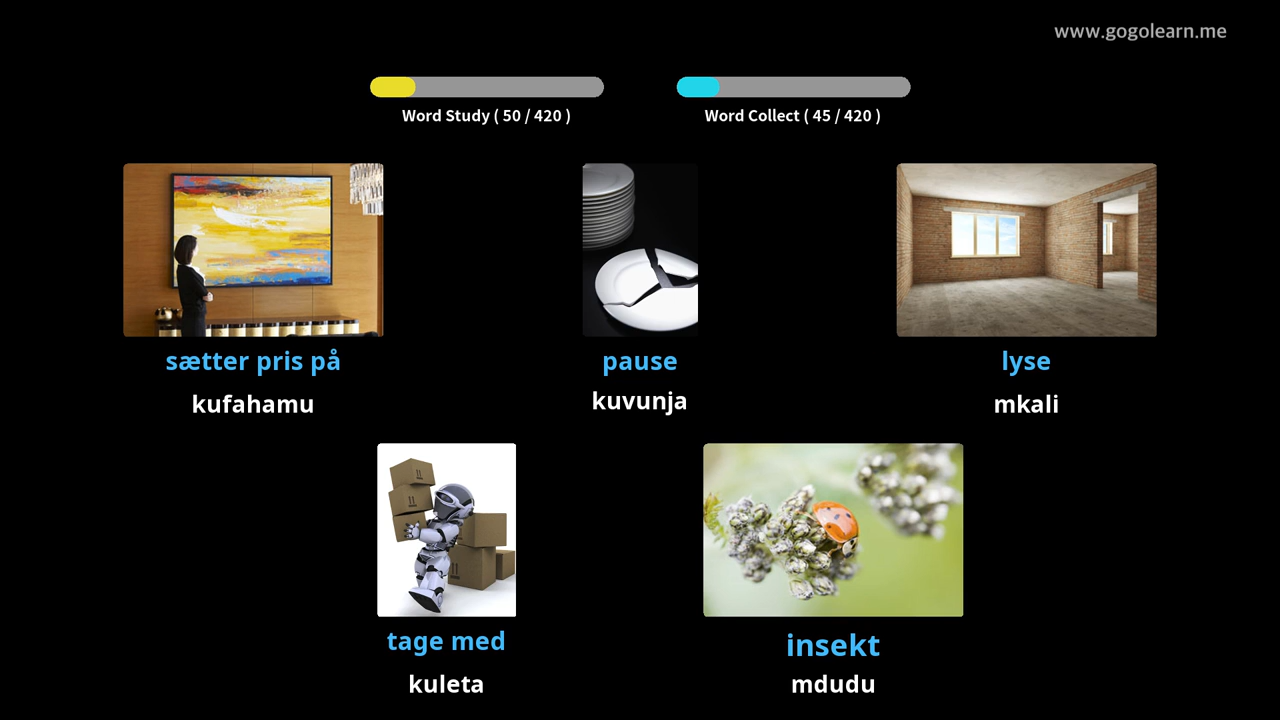 www.gogolearn.me
Word Study ( 50 / 420 )
Word Collect ( 45 / 420 )
sætter pris på
kufahamu
pause
kuvunja
lyse
mkali
tage med
kuleta
insekt
mdudu